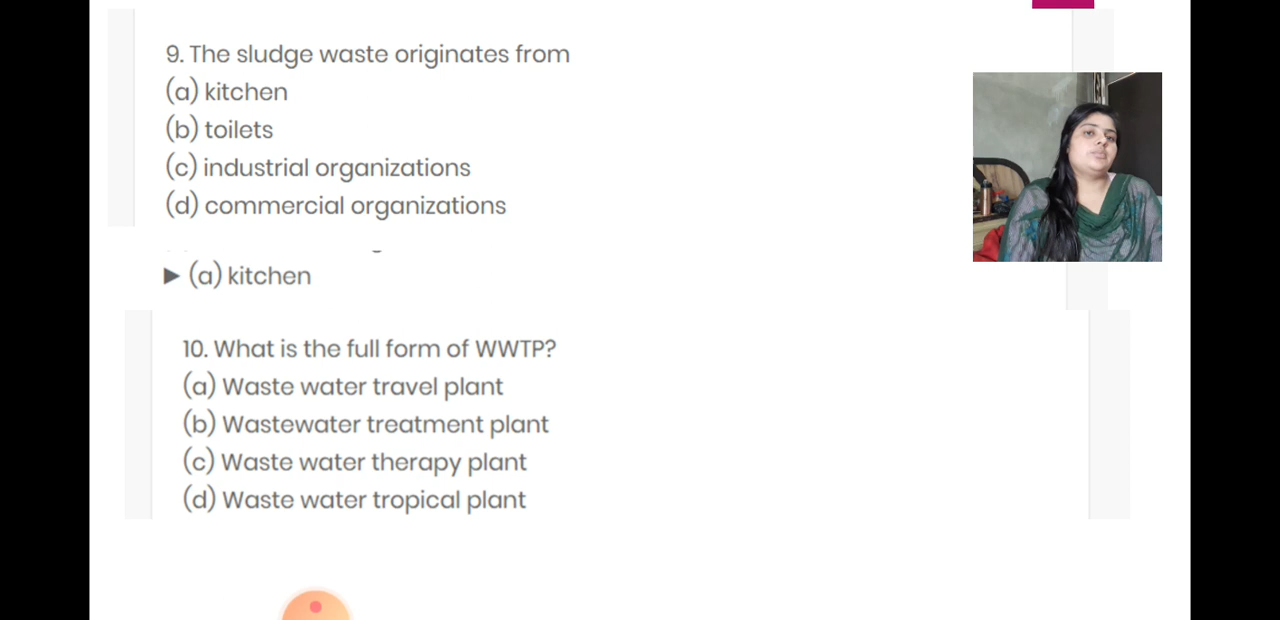 9. The sludge waste originates from
(a) kitchen
(b) toilets
(c) industrial organizations
(d) commercial organizations
▶ (a) kitchen
10. What is the full form of WWTP?
(a) Waste water travel plant
(b) Wastewater treatment plant
(c) Waste water therapy plant
(d) Waste water tropical plant